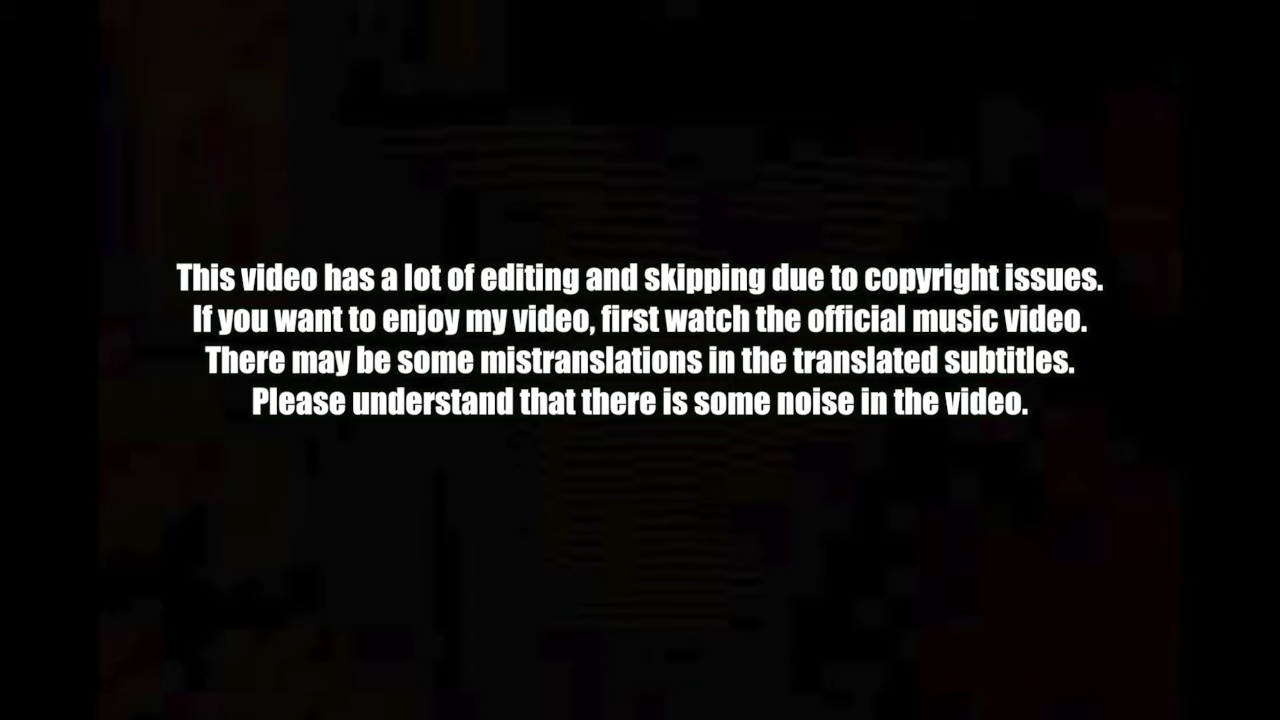 This video has a lot of editing and skipping due to copyright issues.
If you want to enjoy my video, first watch the official music video.
There may be some mistranslations in the translated subtitles.
Please understand that there is some noise in the video.